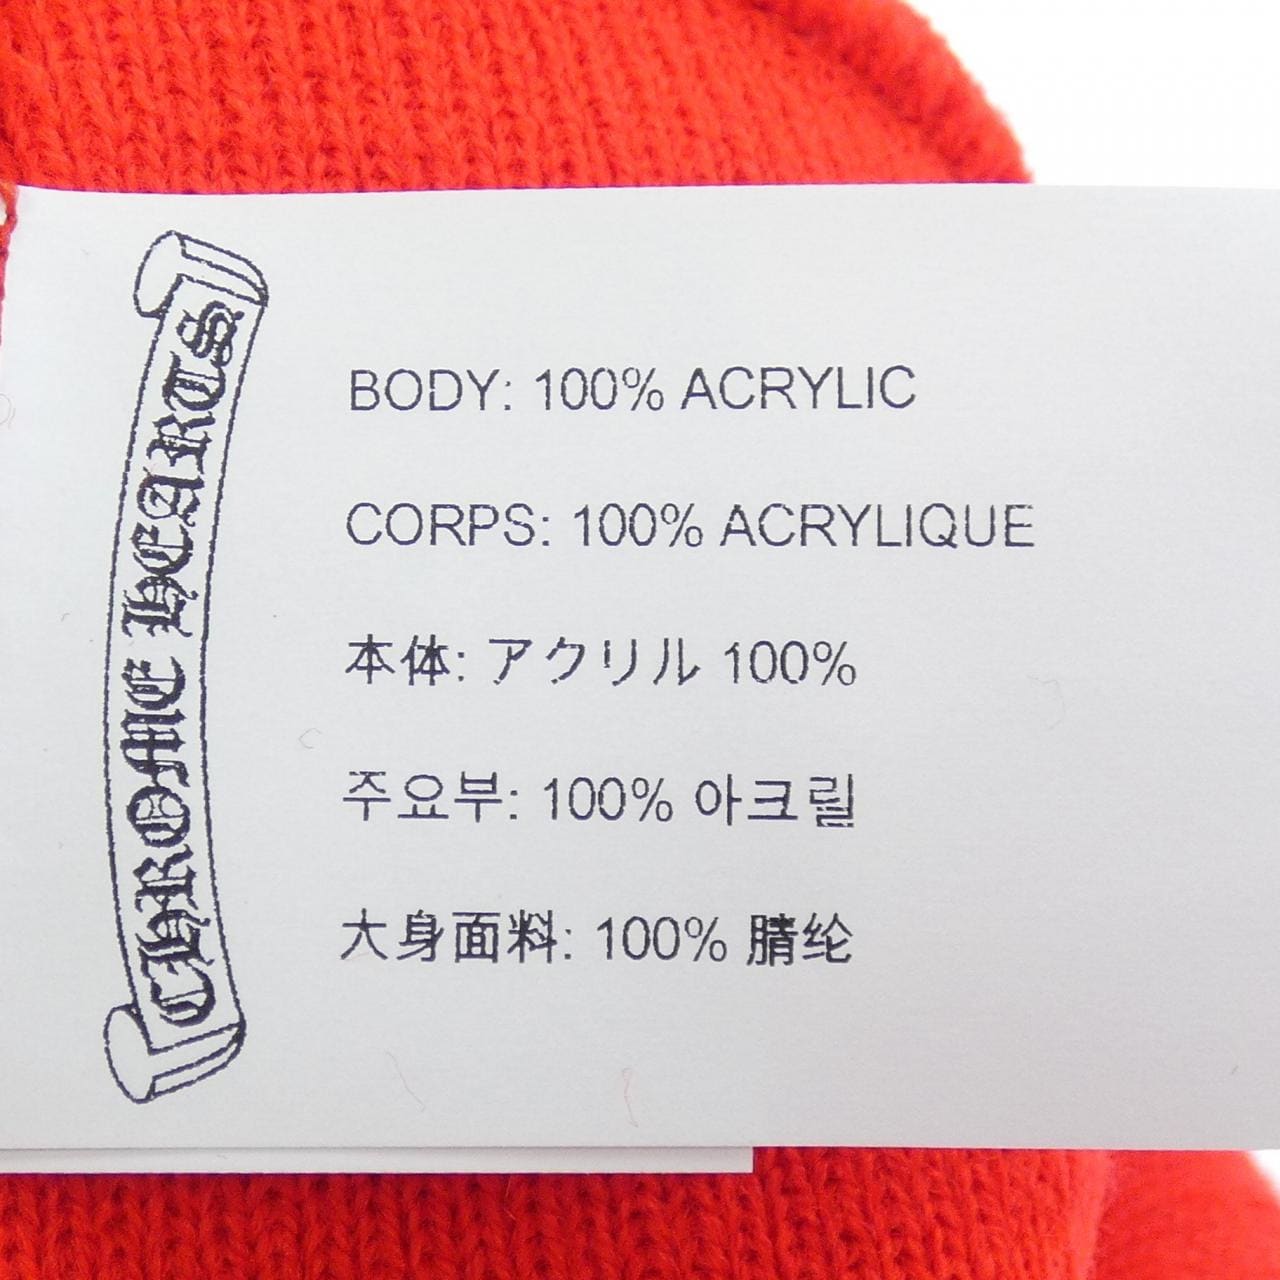 CHROME HEARTS
BODY: 100% ACRYLIC
CORPS: 100% ACRYLIQUE
本体: アクリル 100%
주요부: 100% 아크릴
大身面料: 100% 腈纶